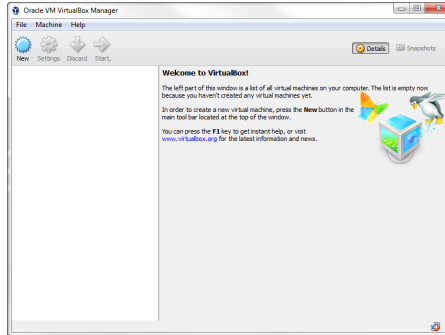 Oracle VM VirtualBox Manager
File Machine Help
New Settings Discard Start,
Details Snapshots
Welcome to VirtualBox!
The left part of this window is a list of all virtual machines on your computer. The list is empty now
because you haven't created any virtual machines yet.
In order to create a new virtual machine, press the New button in the
main tool bar located at the top of the window.
You can press the F1 key to get instant help, or visit
www.virtualbox.org for the latest information and news.